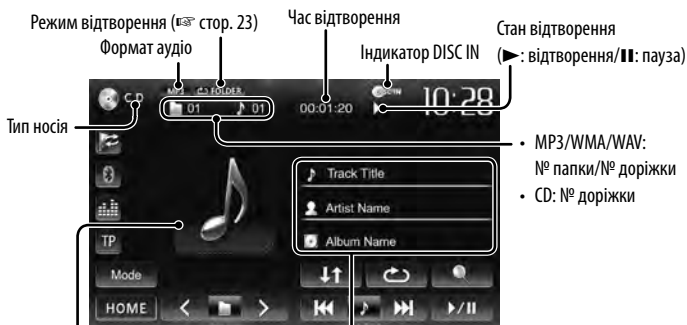 Режим відтворення (☞ стор. 23)
Час відтворення
Стан відтворення
(►: відтворення/❚❚: пауза)
Формат аудіо
Індикатор DISC IN
Тип носія
CD
MP3
FOLDER
01
01
00:01:20
IN
10:28
• MP3/WMA/WAV:
№ папки/№ доріжки
• CD: № доріжки
Track Title
Artist Name
Album Name
TP
Mode
HOME